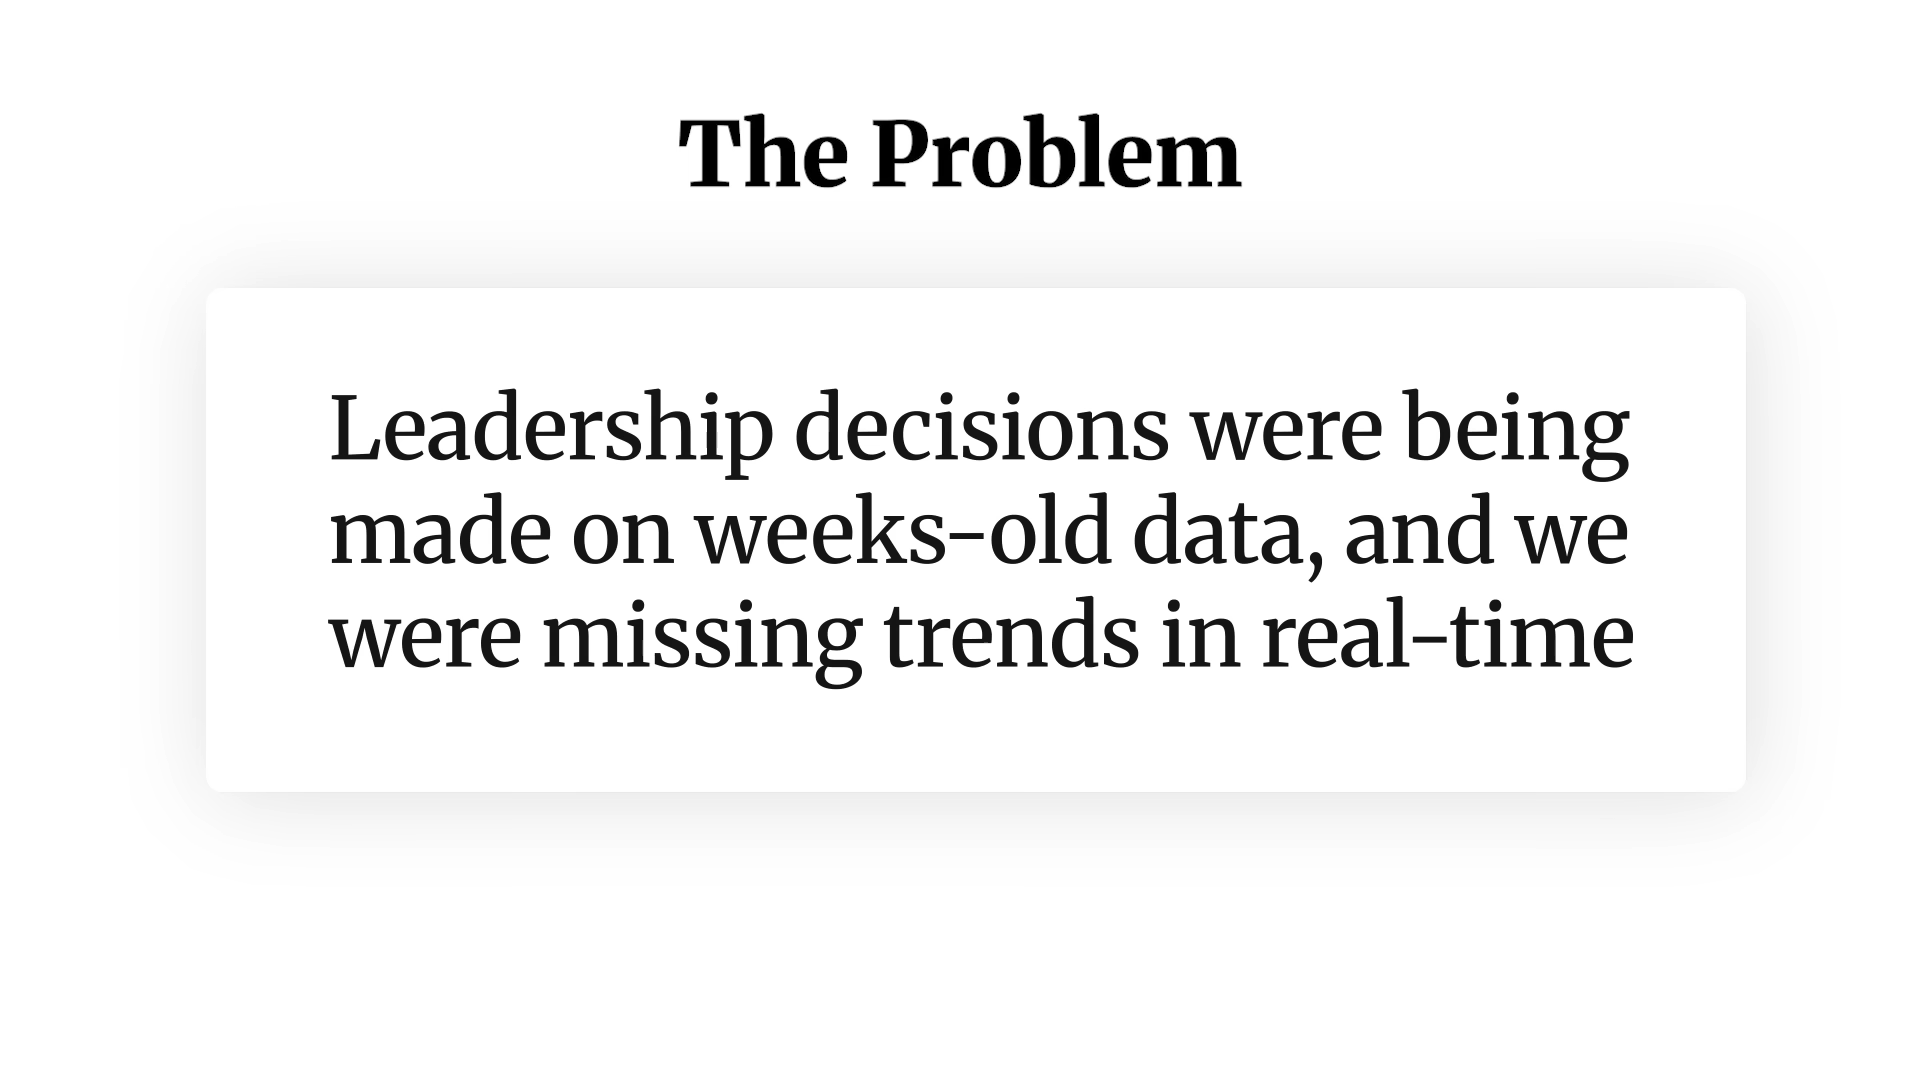 The Problem
Leadership decisions were being
made on weeks-old data, and we
were missing trends in real-time